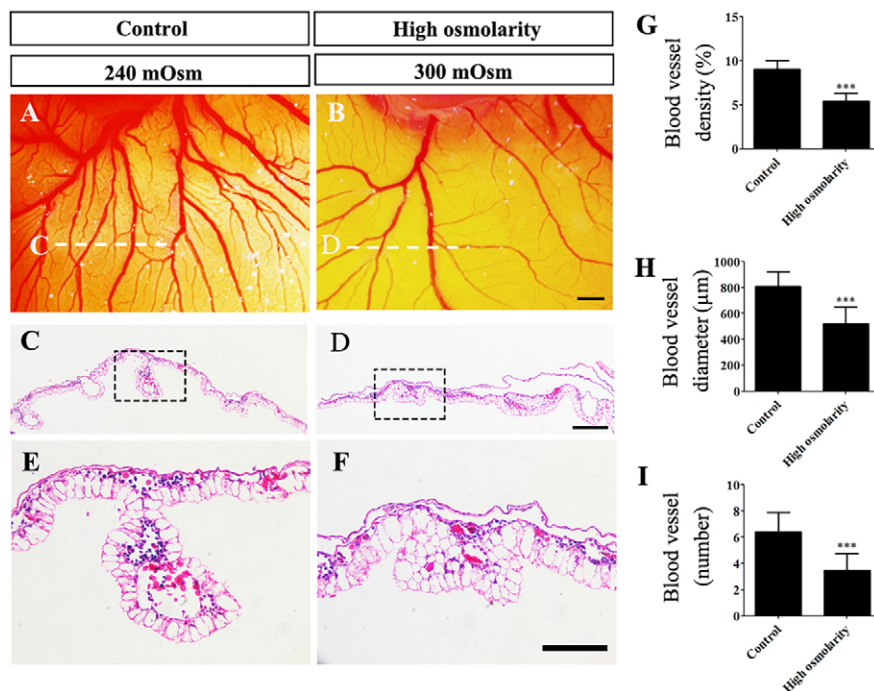 Control
High osmolarity
240 mOsm
300 mOsm
A
B
C
D
C
D
E
F
G
Blood vessel
density (%)
15
10
5
0
***
Control
High osmolarity
H
Blood vessel
diameter (μm)
1000
800
600
400
200
0
***
Control
High osmolarity
I
Blood vessel
(number)
10
8
6
4
2
0
***
Control
High osmolarity